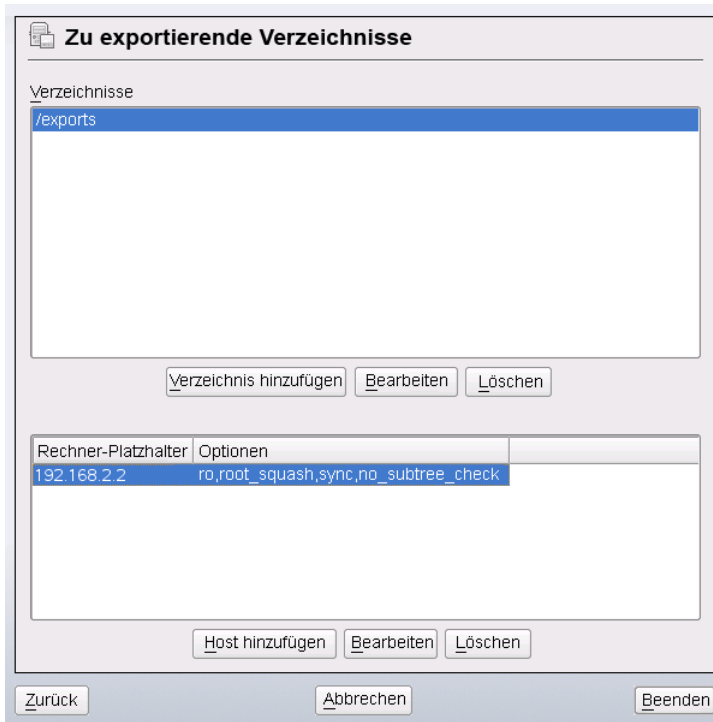 Zu exportierende Verzeichnisse
Verzeichnisse
/exports
Verzeichnis hinzufügen Bearbeiten Löschen
Rechner-Platzhalter Optionen
192.168.2.2 ro,root_squash,sync,no_subtree_check
Host hinzufügen Bearbeiten Löschen
Zurück Abbrechen Beenden